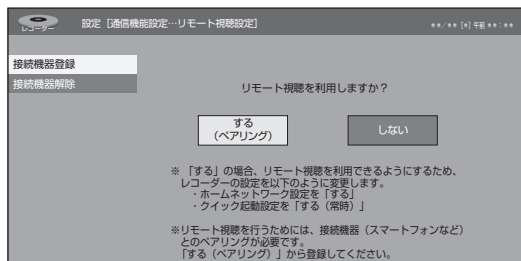 レコーダー
設定［通信機能設定…リモート視聴設定］
＊＊／＊＊［＊］午前＊＊：＊＊
接続機器登録
接続機器解除
リモート視聴を利用しますか？
する
（ペアリング）
しない
※「する」の場合、リモート視聴を利用できるようにするため、
レコーダーの設定を以下のように変更します。
・ホームネットワーク設定を「する」
・クイック起動設定を「する（常時）」
※リモート視聴を行うためには、接続機器（スマートフォンなど）
とのペアリングが必要です。
「する（ペアリング）」から登録してください。